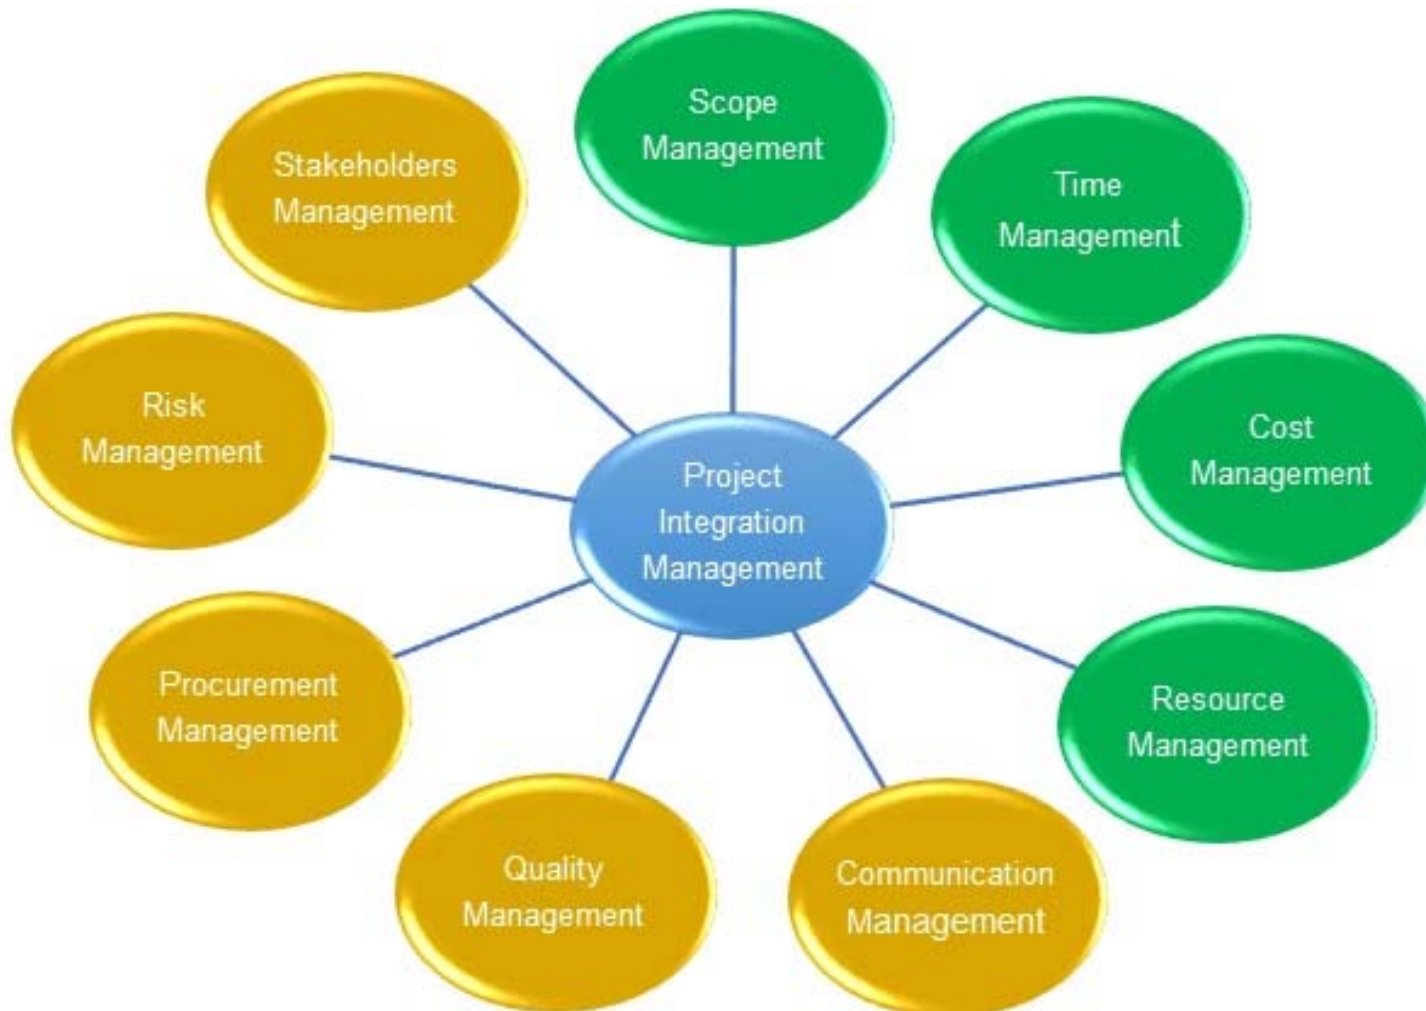 Scope
Management
Time
Management
Cost
Management
Resource
Management
Communication
Management
Quality
Management
Procurement
Management
Risk
Management
Stakeholders
Management
Project
Integration
Management